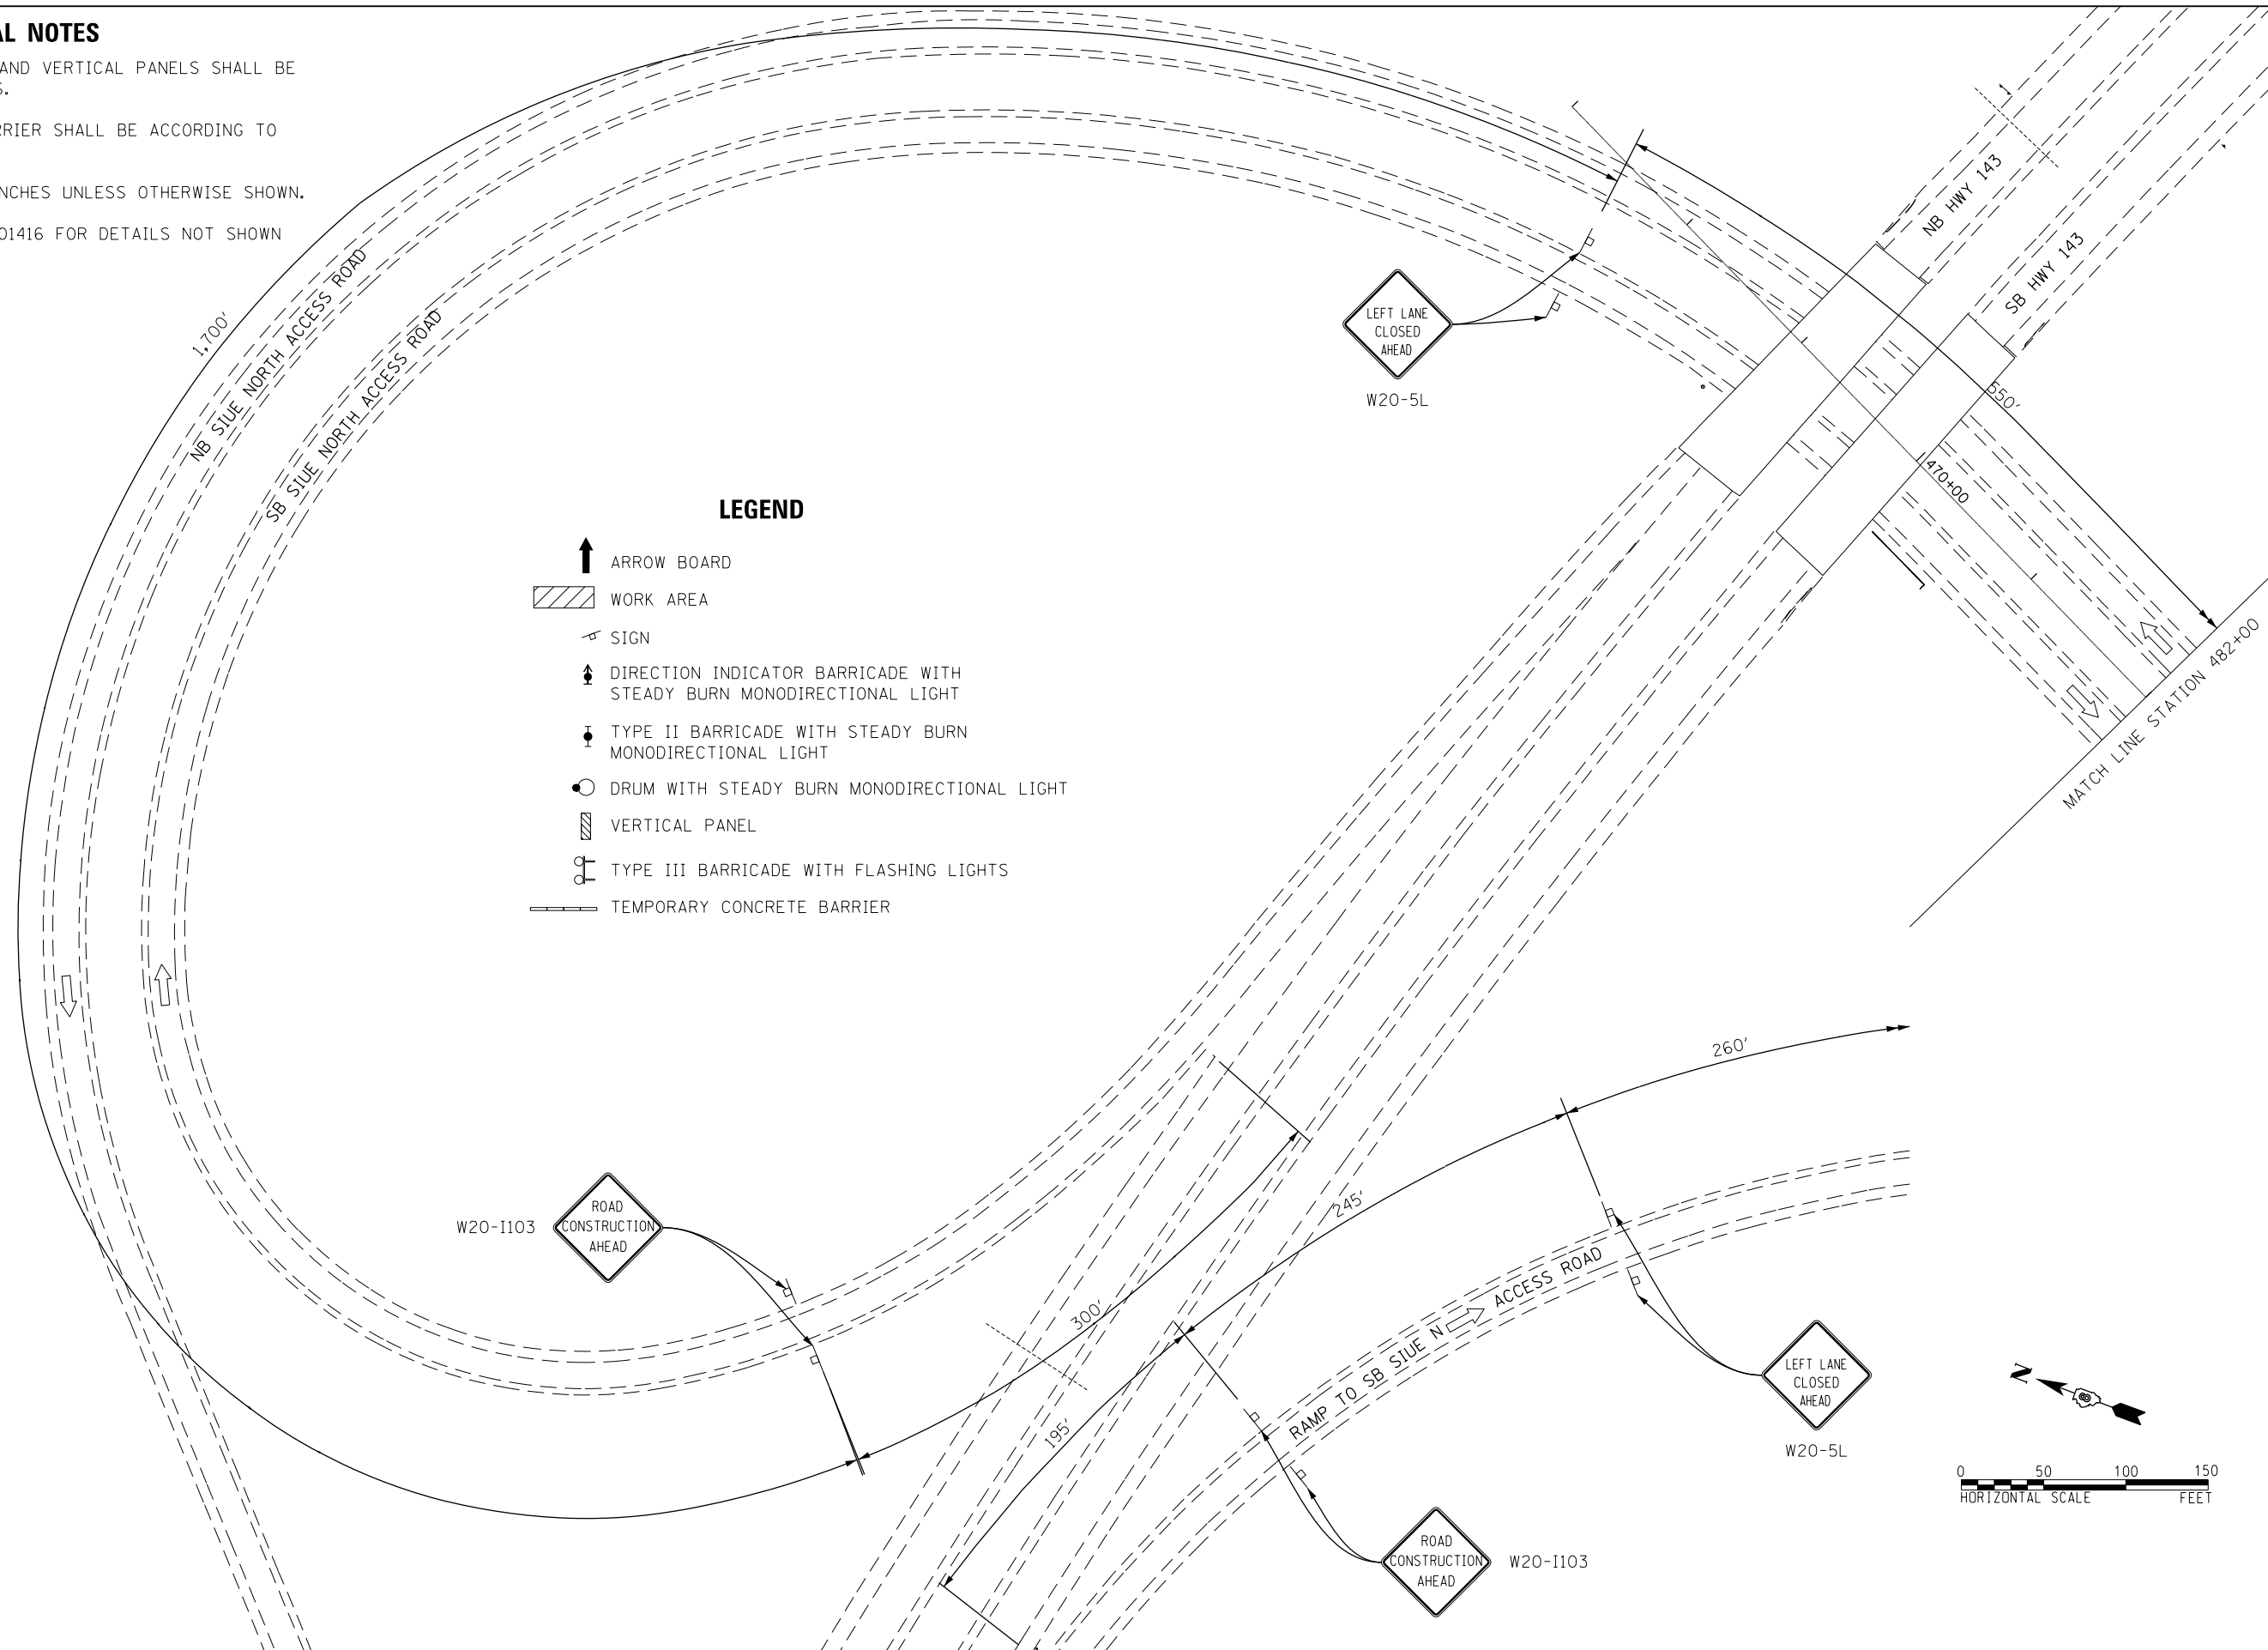 AL NOTES
AND VERTICAL PANELS SHALL BE
S.
RRIER SHALL BE ACCORDING TO
NCHES UNLESS OTHERWISE SHOWN.
01416 FOR DETAILS NOT SHOWN
1,700'
NB SIUE NORTH ACCESS ROAD
SB SIUE NORTH ACCESS ROAD
LEFT LANE
CLOSED
AHEAD
W20-5L
NB HWY 143
SB HWY 143
550'
470+00
MATCH LINE STATION 482+00
LEGEND
ARROW BOARD
WORK AREA
SIGN
DIRECTION INDICATOR BARRICADE WITH
STEADY BURN MONODIRECTIONAL LIGHT
TYPE II BARRICADE WITH STEADY BURN
MONODIRECTIONAL LIGHT
DRUM WITH STEADY BURN MONODIRECTIONAL LIGHT
VERTICAL PANEL
TYPE III BARRICADE WITH FLASHING LIGHTS
TEMPORARY CONCRETE BARRIER
W20-I103
ROAD
CONSTRUCTION
AHEAD
300'
195'
245'
260'
RAMP TO SB SIUE N
ACCESS ROAD
LEFT LANE
CLOSED
AHEAD
W20-5L
ROAD
CONSTRUCTION
AHEAD
W20-I103
N
0 50 100 150
HORIZONTAL SCALE FEET